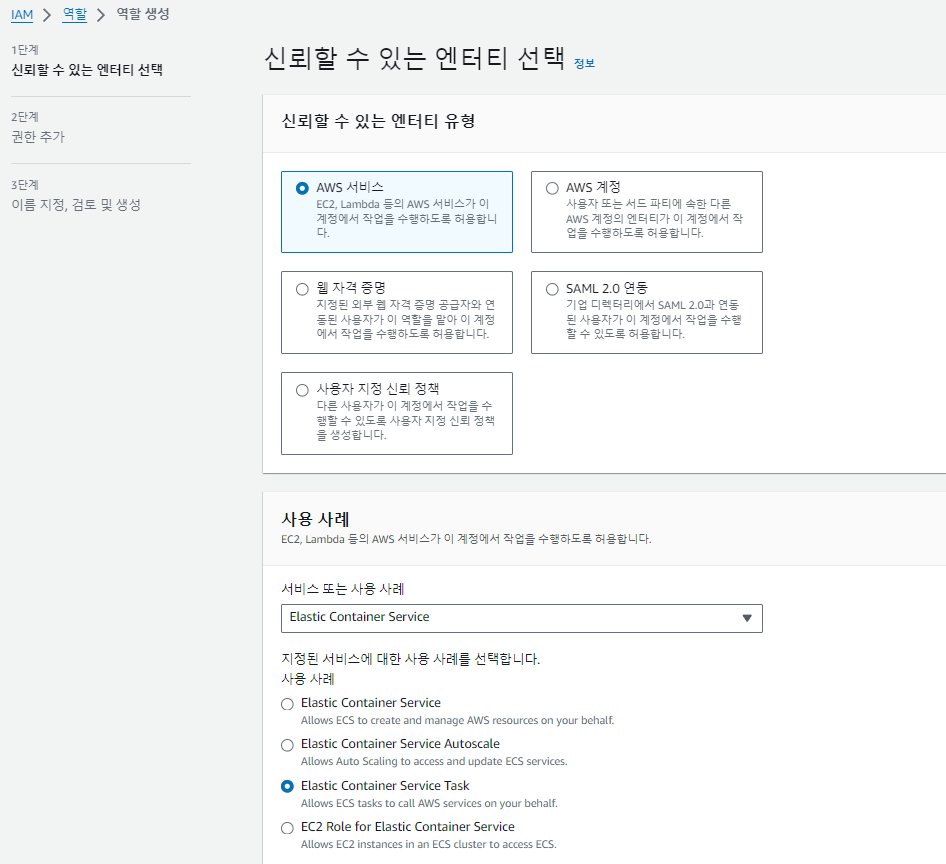 IAM > 역할 > 역할 생성
1단계
신뢰할 수 있는 엔터티 선택
2단계
권한 추가
3단계
이름 지정, 검토 및 생성
신뢰할 수 있는 엔터티 선택 정보
신뢰할 수 있는 엔터티 유형
AWS 서비스
EC2, Lambda 등의 AWS 서비스가 이
계정에서 작업을 수행하도록 허용합니
다.
AWS 계정
사용자 또는 서드 파티에 속한 다른
AWS 계정의 엔터티가 이 계정에서 작
업을 수행하도록 허용합니다.
웹 자격 증명
지정된 외부 웹 자격 증명 공급자와 연
동된 사용자가 이 역할을 맡아 이 계정
에서 작업을 수행하도록 허용합니다.
SAML 2.0 연동
기업 디렉터리에서 SAML 2.0과 연동
된 사용자가 이 계정에서 작업을 수행
할 수 있도록 허용합니다.
사용자 지정 신뢰 정책
다른 사용자가 이 계정에서 작업을 수
행할 수 있도록 사용자 지정 신뢰 정책
을 생성합니다.
사용 사례
EC2, Lambda 등의 AWS 서비스가 이 계정에서 작업을 수행하도록 허용합니다.
서비스 또는 사용 사례
Elastic Container Service
지정된 서비스에 대한 사용 사례를 선택합니다.
사용 사례
Elastic Container Service
Allows ECS to create and manage AWS resources on your behalf.
Elastic Container Service Autoscale
Allows Auto Scaling to access and update ECS services.
Elastic Container Service Task
Allows ECS tasks to call AWS services on your behalf.
EC2 Role for Elastic Container Service
Allows EC2 instances in an ECS cluster to access ECS.